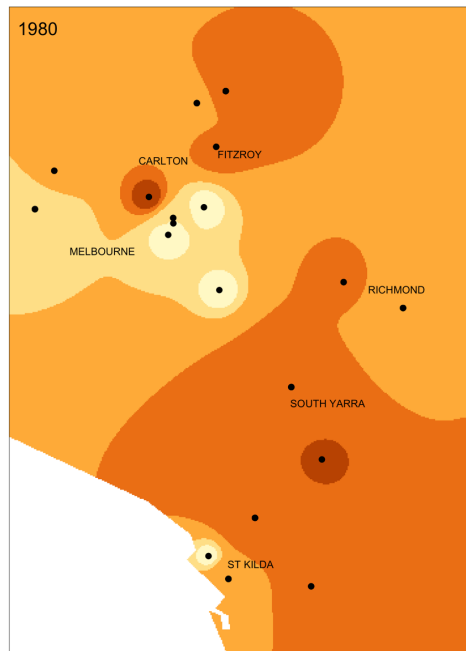 1980
FITZROY
CARLTON
MELBOURNE
RICHMOND
SOUTH YARRA
ST KILDA